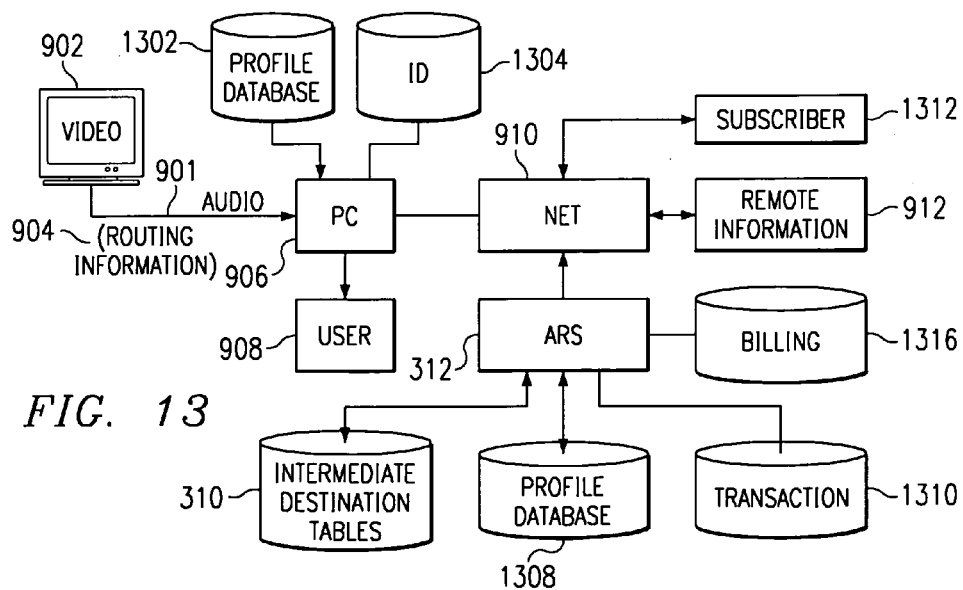 902
1302
PROFILE
DATABASE
ID
1304
VIDEO
901
AUDIO
904
(ROUTING
INFORMATION)
PC
906
910
NET
SUBSCRIBER
1312
REMOTE
INFORMATION
912
USER
908
ARS
312
BILLING
1316
FIG. 13
310
INTERMEDIATE
DESTINATION
TABLES
PROFILE
DATABASE
1308
TRANSACTION
1310